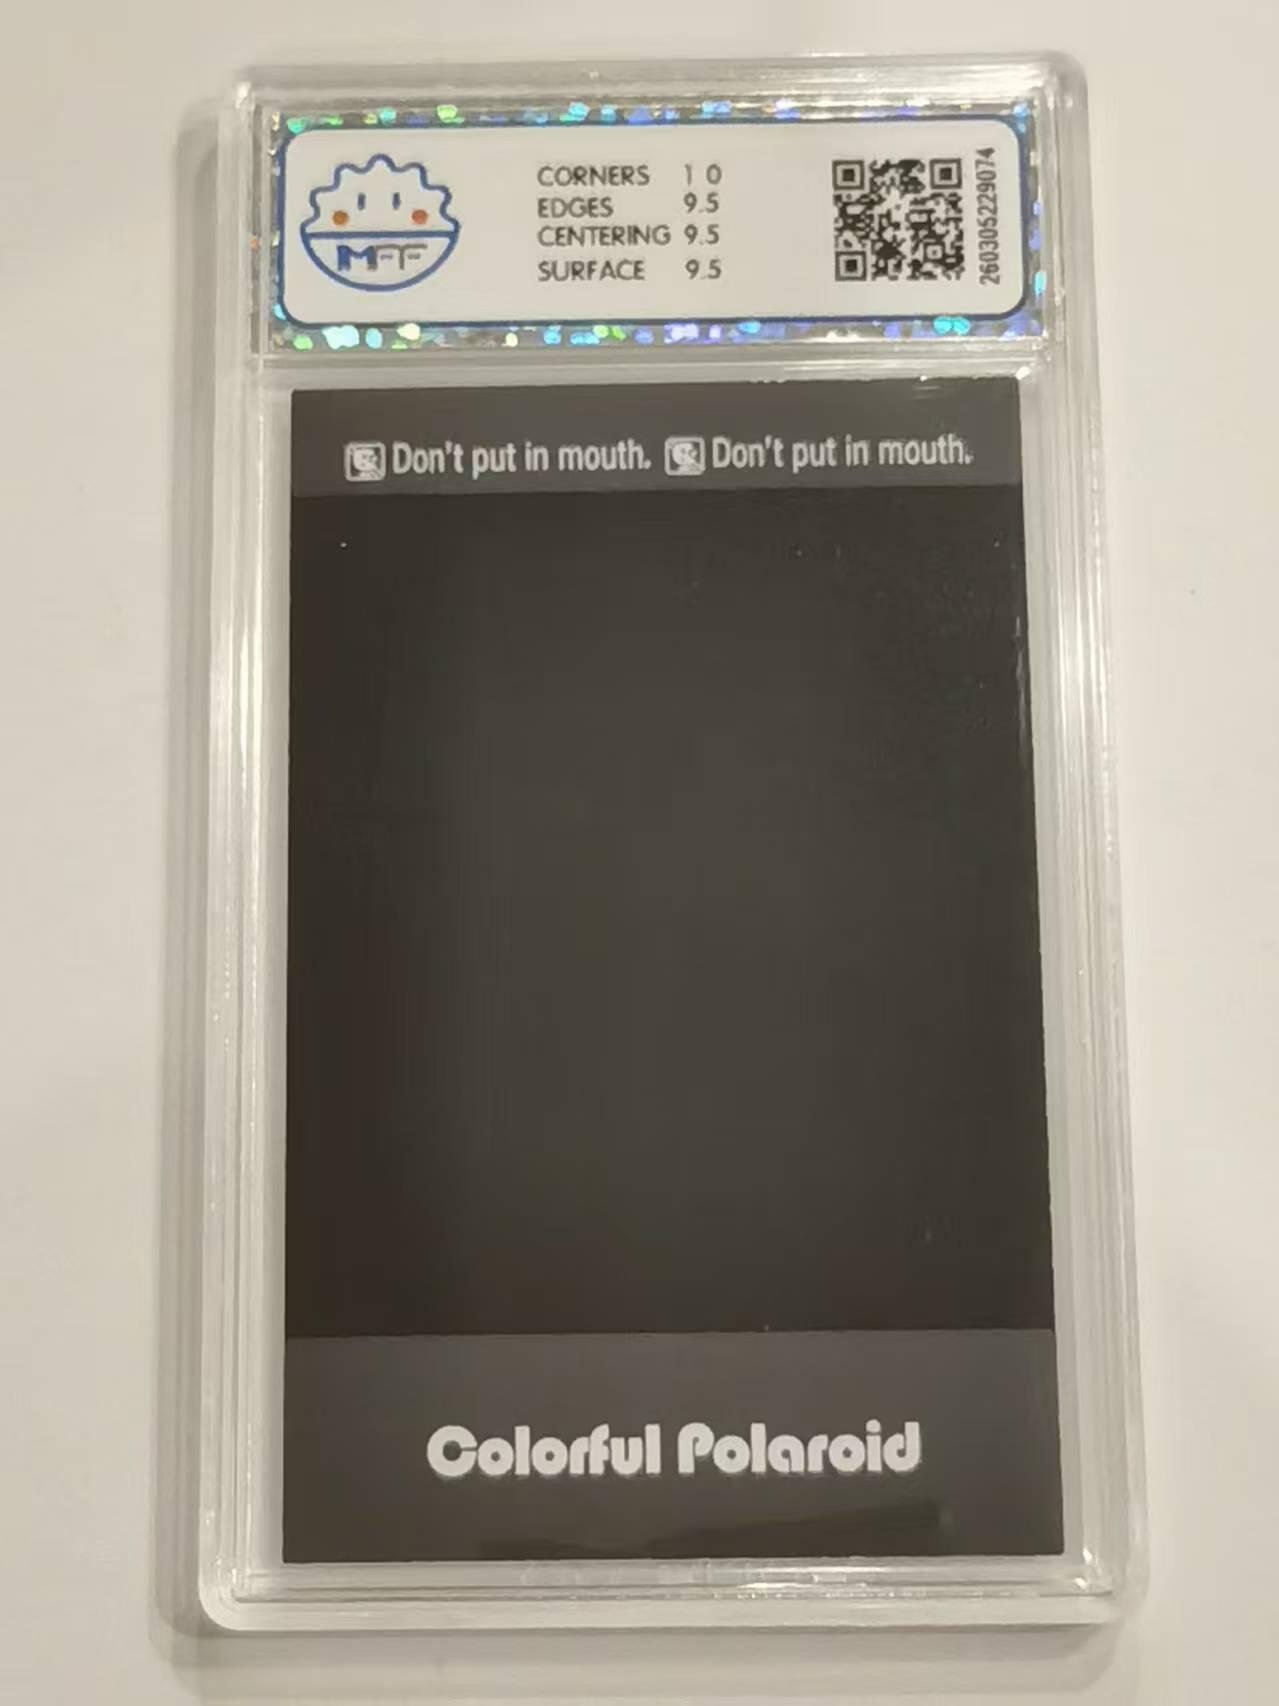 MFF
CORNERS 10
EDGES 9.5
CENTERING 9.5
SURFACE 9.5
2603052229074
Don't put in mouth. Don't put in mouth.
Colorful Polaroid